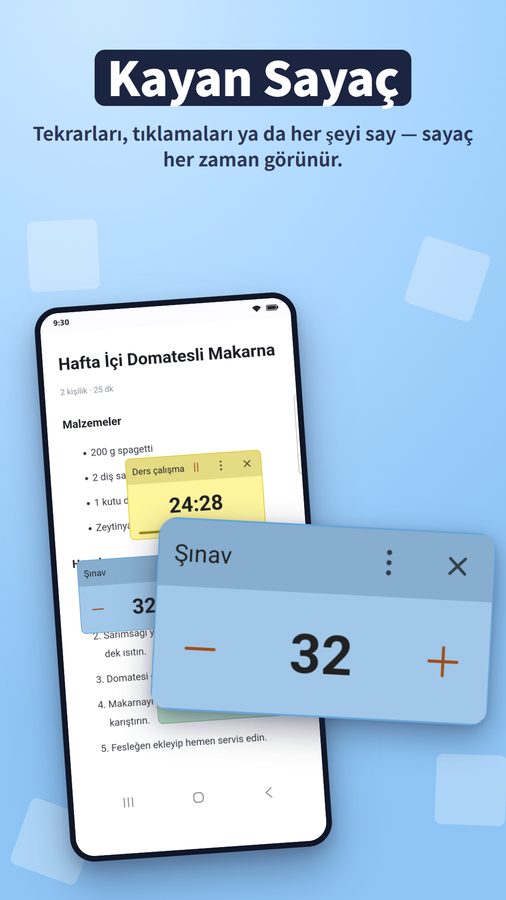 Kayan Sayaç
Tekrarları, tıklamaları ya da her şeyi say — sayaç
her zaman görünür.
9:30
Hafta İçi Domatesli Makarna
2 kişilik · 25 dk
Malzemeler
• 200 g spagetti
• 2 diş
• 1 kutu
•
Ders çalışma
24:28
Şınav
32
Şınav
32
2. Sarımsağı
dek ısıtın.
3. Domatesi
4. Makarnayı
karıştırın.
5. Fesleğen ekleyip hemen servis edin.